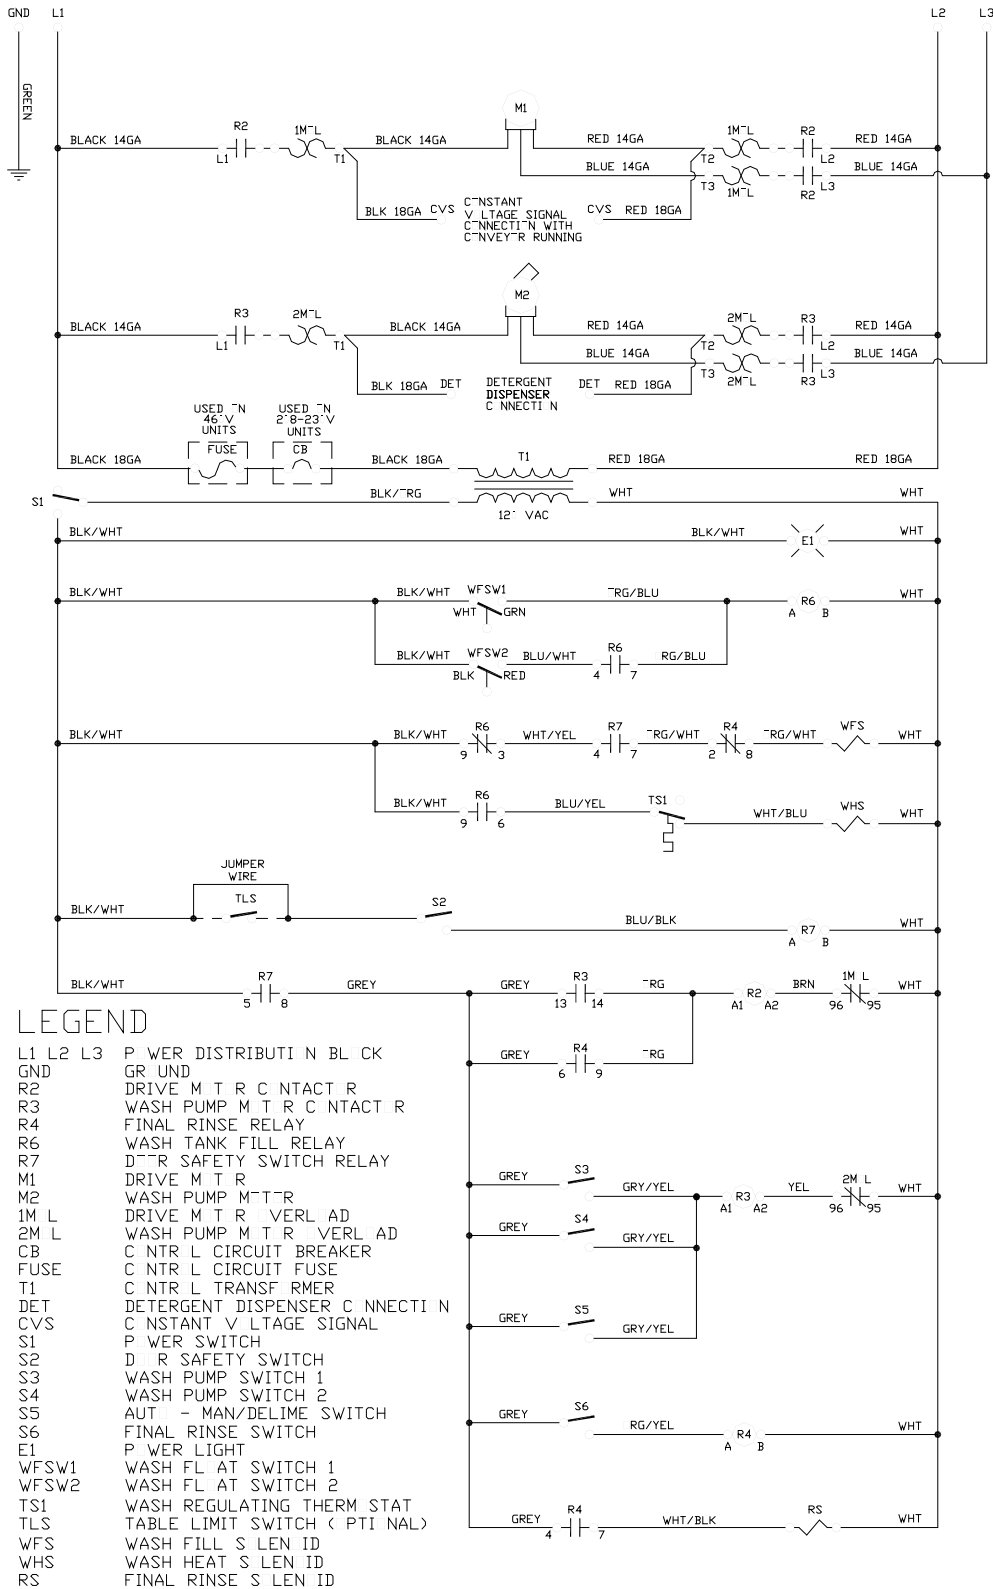 GND L1 L2 L3
GREEN
M1
BLACK 14GA R2 1M¯L BLACK 14GA RED 14GA 1M¯L R2 RED 14GA
L1 T1 T2 L2
BLUE 14GA BLUE 14GA
T3 1M¯L R2 L3
BLK 18GA CVS C¯NSTANT CVS RED 18GA
V LTAGE SIGNAL
C¯NNECTI¯N WITH
C¯NVEY¯R RUNNING
M2
BLACK 14GA R3 2M¯L BLACK 14GA RED 14GA 2M¯L R3 RED 14GA
L1 T1 T2 L2
BLUE 14GA BLUE 14GA
T3 2M¯L R3 L3
BLK 18GA DET DETERGENT DET RED 18GA
DISPENSER
C NNECTI N
USED ¯N USED ¯N
46¯V 2¯8-23¯V
UNITS UNITS
FUSE CB
BLACK 18GA BLACK 18GA T1 RED 18GA RED 18GA
S1 BLK/¯RG WHT WHT
12¯ VAC
BLK/WHT BLK/WHT E1 WHT
BLK/WHT BLK/WHT WFSW1 ¯RG/BLU R6 WHT
WHT GRN A B
BLK/WHT WFSW2 BLU/WHT R6 RG/BLU
BLK RED 4 7
BLK/WHT BLK/WHT R6 WHT/YEL R7 ¯RG/WHT R4 ¯RG/WHT WFS WHT
9 3 4 7 2 8
BLK/WHT R6 BLU/YEL TS1 WHT/BLU WHS WHT
9 6
JUMPER
WIRE
BLK/WHT TLS S2 BLU/BLK R7 WHT
A B
BLK/WHT R7 GREY GREY R3 ¯RG R2 BRN 1M L WHT
5 8 13 14 A1 A2 96 95
GREY R4 ¯RG
6 9
GREY S3 GRY/YEL R3 YEL 2M L WHT
A1 A2 96 95
GREY S4 GRY/YEL
GREY S5 GRY/YEL
GREY S6 RG/YEL R4 WHT
A B
GREY R4 WHT/BLK RS WHT
4 7
LEGEND
L1 L2 L3 P WER DISTRIBUTI N BL CK
GND GR UND
R2 DRIVE M T R C NTACT R
R3 WASH PUMP M T R C NTACT R
R4 FINAL RINSE RELAY
R6 WASH TANK FILL RELAY
R7 D¯¯R SAFETY SWITCH RELAY
M1 DRIVE M T R
M2 WASH PUMP M¯T¯R
1M L DRIVE M T R VERL AD
2M L WASH PUMP M T R VERL AD
CB C NTR L CIRCUIT BREAKER
FUSE C NTR L CIRCUIT FUSE
T1 C NTR L TRANSF RMER
DET DETERGENT DISPENSER C NNECTI N
CVS C NSTANT V LTAGE SIGNAL
S1 P WER SWITCH
S2 D R SAFETY SWITCH
S3 WASH PUMP SWITCH 1
S4 WASH PUMP SWITCH 2
S5 AUT - MAN/DELIME SWITCH
S6 FINAL RINSE SWITCH
E1 P WER LIGHT
WFSW1 WASH FL AT SWITCH 1
WFSW2 WASH FL AT SWITCH 2
TS1 WASH REGULATING THERM STAT
TLS TABLE LIMIT SWITCH ( PTI NAL)
WFS WASH FILL S LEN ID
WHS WASH HEAT S LEN ID
RS FINAL RINSE S LEN ID